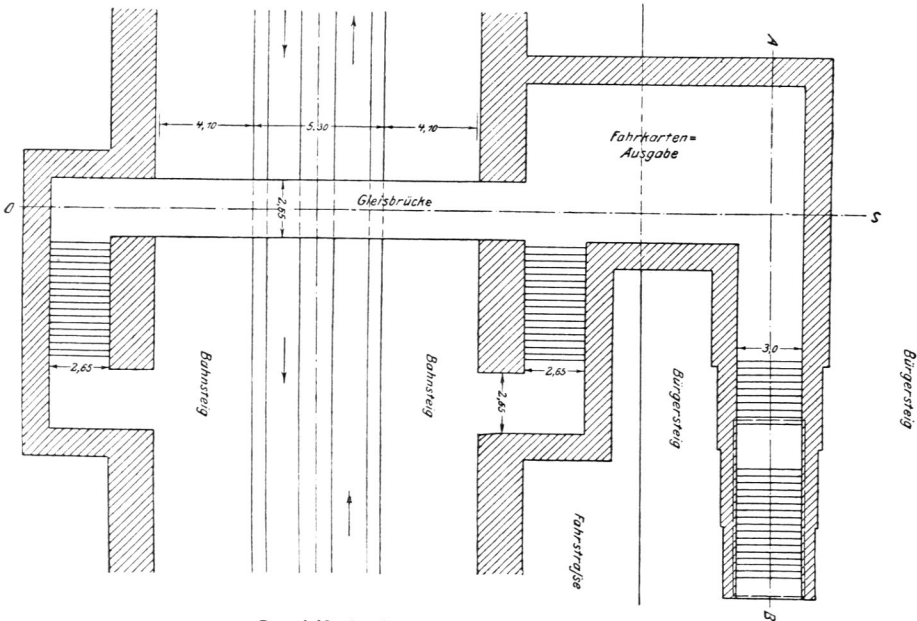 A
4,10
5,30
4,10
Fahrkarten=
Ausgabe
O
2,65
Gleisbrücke
S
2,65
Bahnsteig
Bahnsteig
2,65
2,65
Bürgersteig
3,0
Bürgersteig
Fahrstraße
B